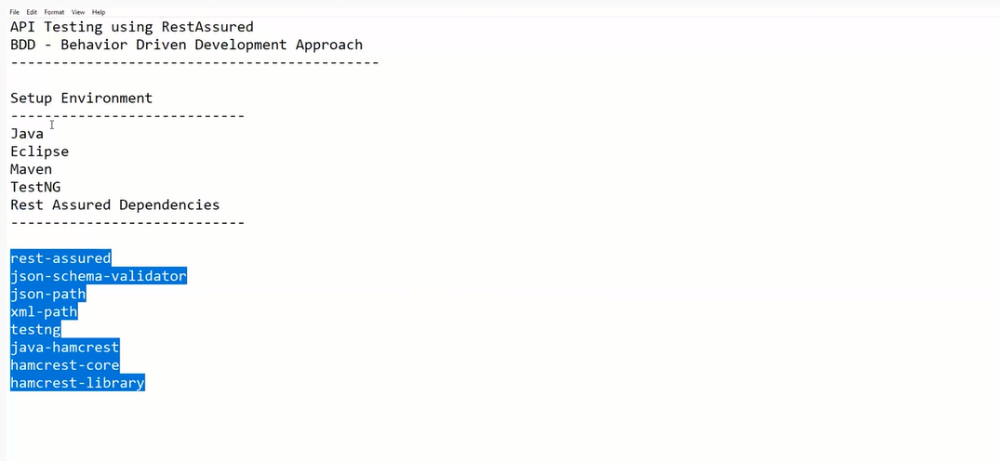 File Edit Format View Help
API Testing using RestAssured
BDD - Behavior Driven Development Approach
--------------------------------------------
Setup Environment
----------------------------
Java
Eclipse
Maven
TestNG
Rest Assured Dependencies
----------------------------
rest-assured
json-schema-validator
json-path
xml-path
testng
java-hamcrest
hamcrest-core
hamcrest-library